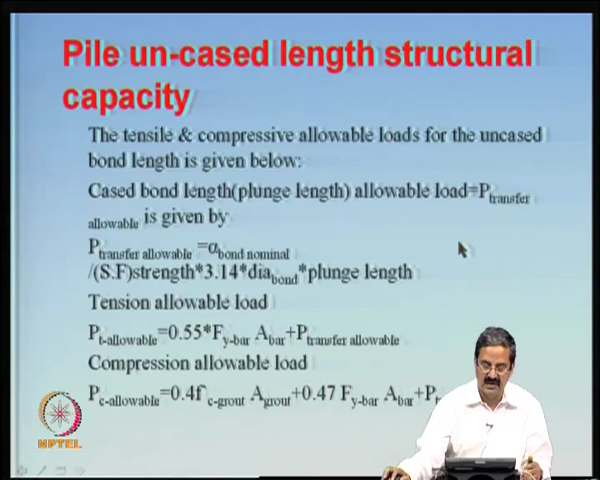 Pile un-cased length structural
capacity
The tensile & compressive allowable loads for the uncased
bond length is given below:
Cased bond length(plunge length) allowable load=Ptransfer
allowable is given by
Ptransfer allowable =αbond nominal
/(S.F)strength*3.14*diabond*plunge length
Tension allowable load
Pt-allowable=0.55*Fy-bar Abar+Ptransfer allowable
Compression allowable load
Pc-allowable=0.4f'c-grout Agrout+0.47 Fy-bar Abar+P
NPTEL